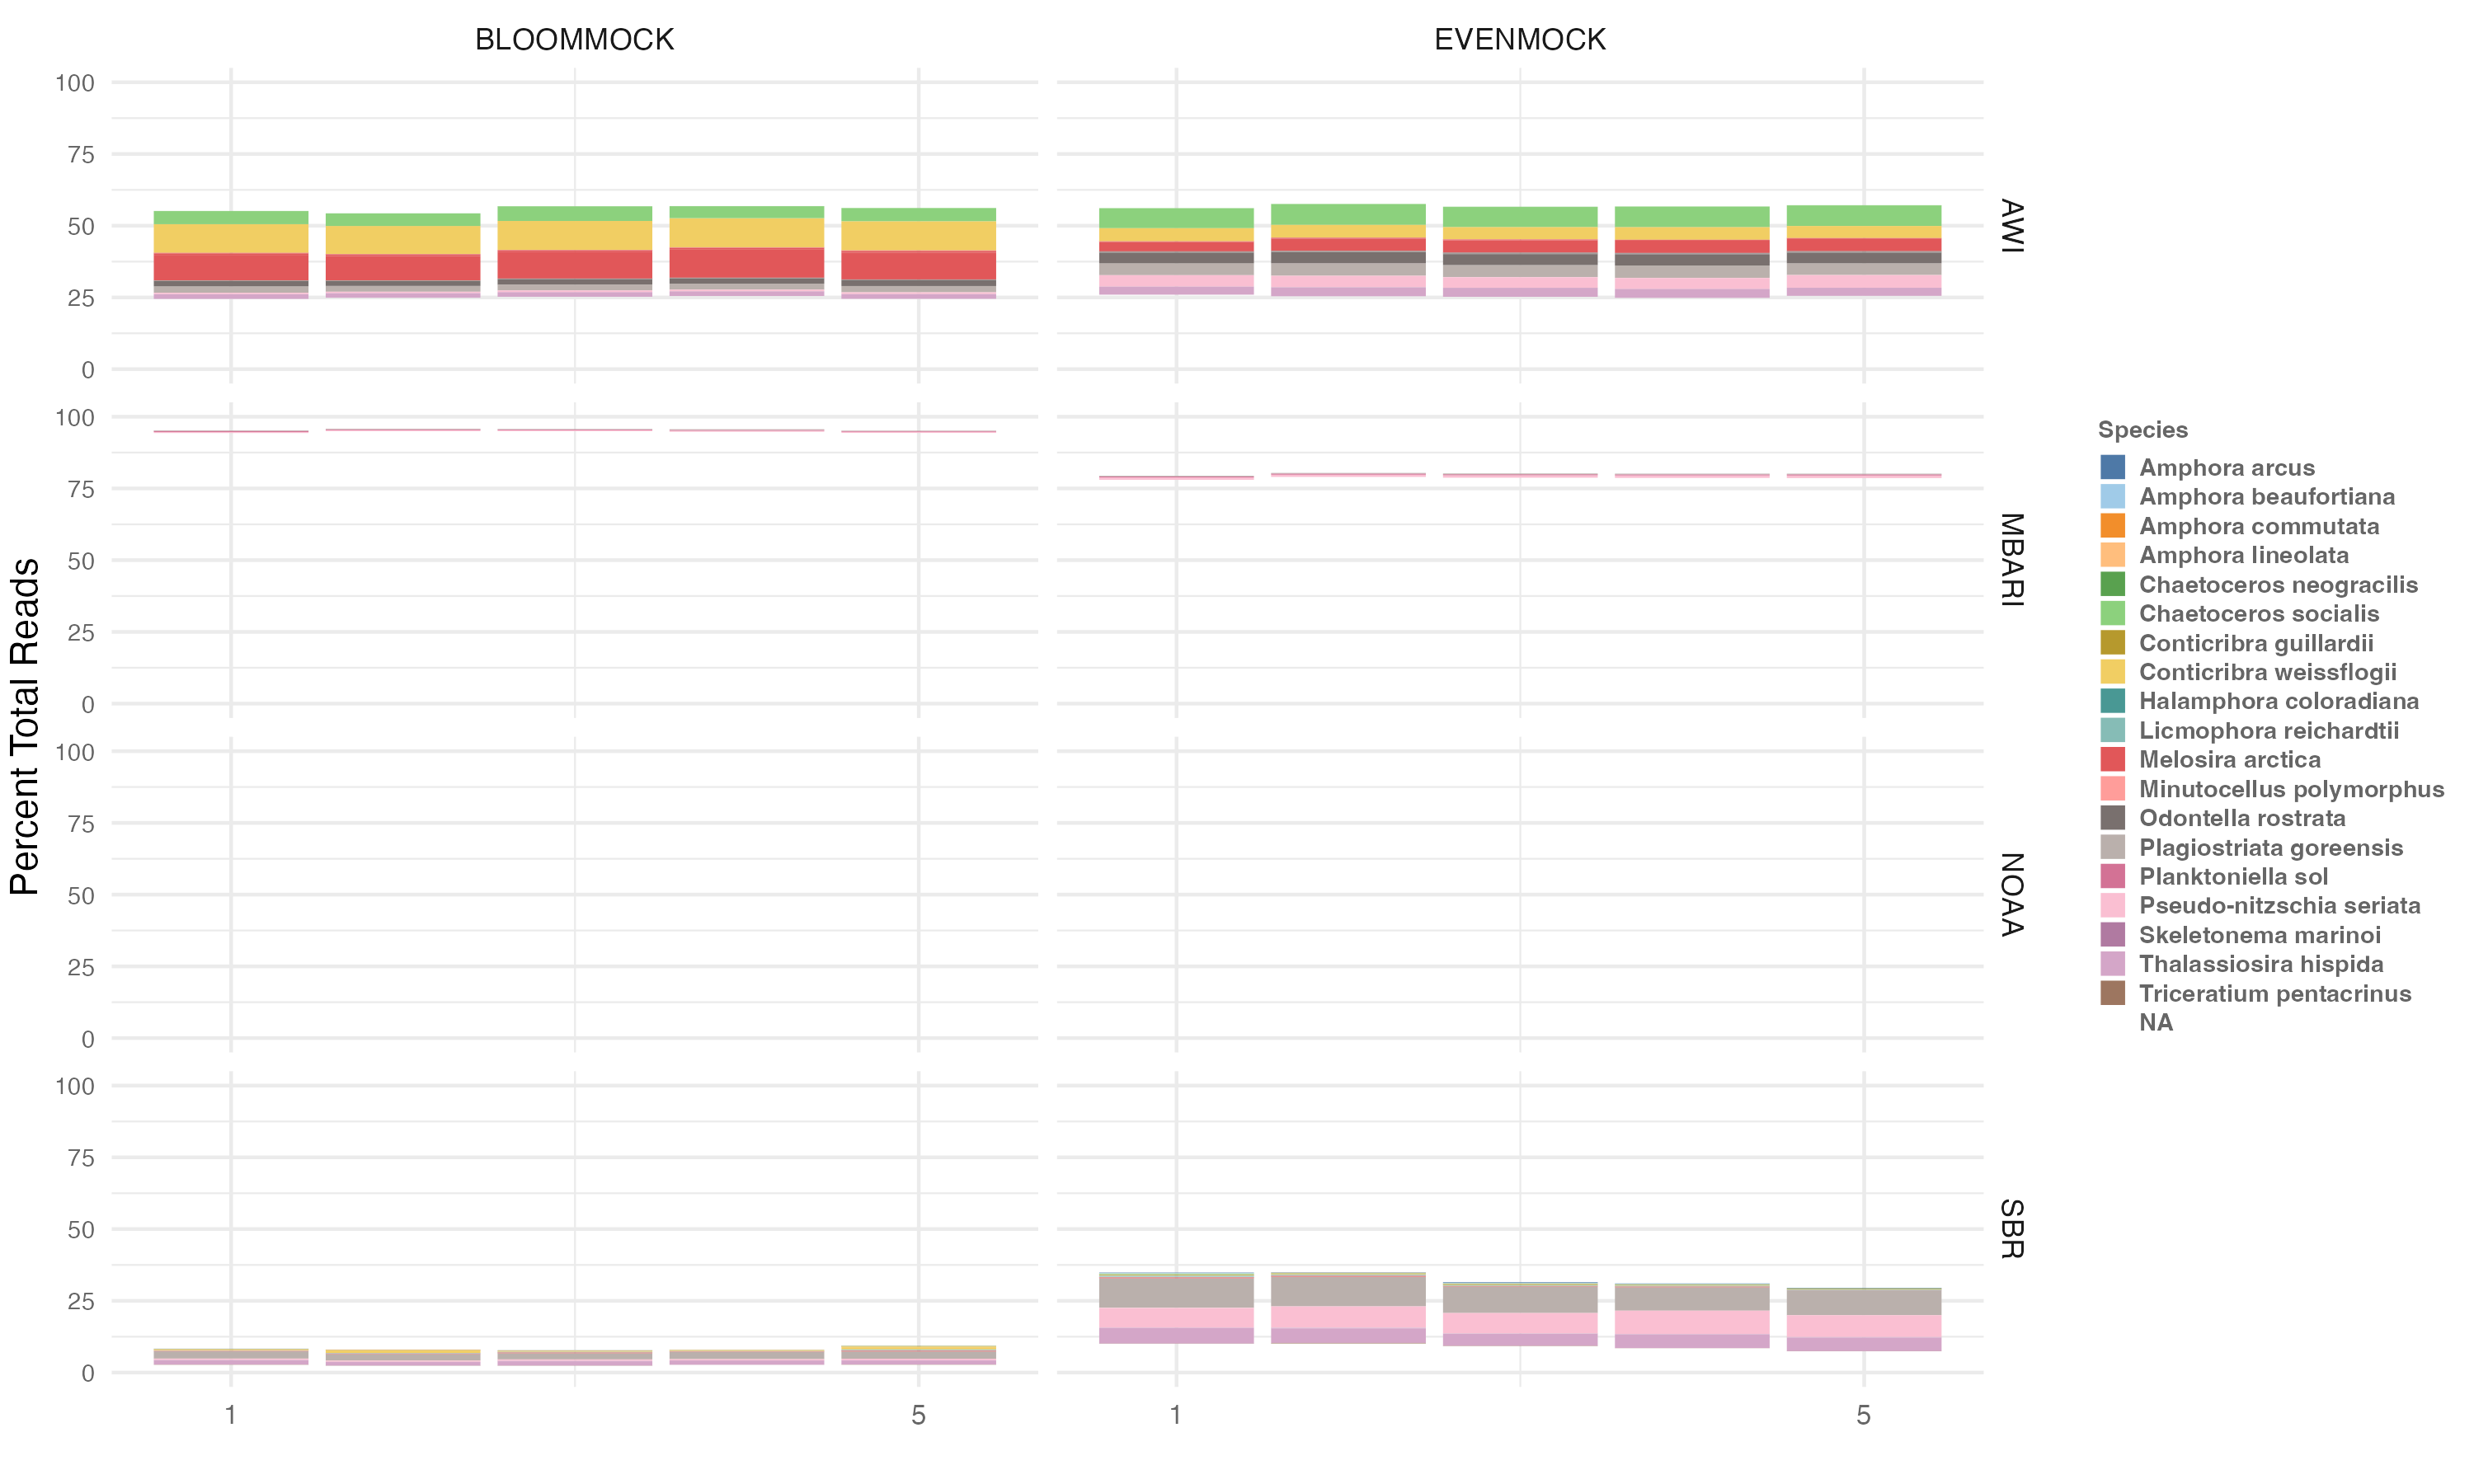 BLOOMMOCK
EVENMOCK
100
75
50
25
0
AWI
100
75
50
25
0
MBARI
100
75
50
25
0
NOAA
100
75
50
25
0
SBR
1
5
1
5
Percent Total Reads
Species
Amphora arcus
Amphora beaufortiana
Amphora commutata
Amphora lineolata
Chaetoceros neogracilis
Chaetoceros socialis
Conticribra guillardii
Conticribra weissflogii
Halamphora coloradiana
Licmophora reichardtii
Melosira arctica
Minutocellus polymorphus
Odontella rostrata
Plagiostriata goreensis
Planktoniella sol
Pseudo-nitzschia seriata
Skeletonema marinoi
Thalassiosira hispida
Triceratium pentacrinus
NA